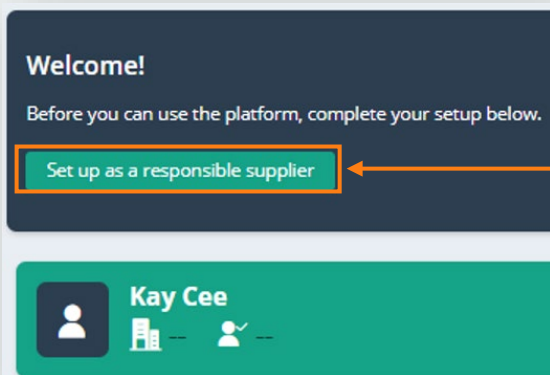 Welcome!
Before you can use the platform, complete your setup below.
Set up as a responsible supplier
Kay Cee
-- --